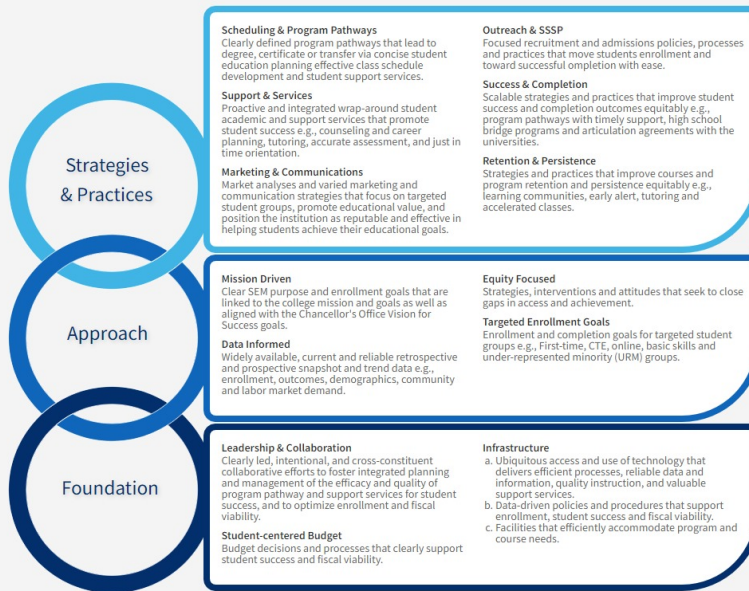 Strategies
& Practices
Scheduling & Program Pathways
Clearly defined program pathways that lead to
degree, certificate or transfer via concise student
education planning effective class schedule
development and student support services.
Support & Services
Proactive and integrated wrap-around student
academic and support services that promote
student success e.g., counseling and career
planning, tutoring, accurate assessment, and just in
time orientation.
Marketing & Communications
Market analyses and varied marketing and
communication strategies that focus on targeted
student groups, promote educational value, and
position the institution as reputable and effective in
helping students achieve their educational goals.
Outreach & SSSP
Focused recruitment and admissions policies, processes
and practices that move students enrollment and
toward successful ompletion with ease.
Success & Completion
Scalable strategies and practices that improve student
success and completion outcomes equitably e.g.,
program pathways with timely support, high school
bridge programs and articulation agreements with the
universities.
Retention & Persistence
Strategies and practices that improve courses and
program retention and persistence equitably e.g.,
learning communities, early alert, tutoring and
accelerated classes.
Approach
Mission Driven
Clear SEM purpose and enrollment goals that are
linked to the college mission and goals as well as
aligned with the Chancellor's Office Vision for
Success goals.
Data Informed
Widely available, current and reliable retrospective
and prospective snapshot and trend data e.g.,
enrollment, outcomes, demographics, community
and labor market demand.
Equity Focused
Strategies, interventions and attitudes that seek to close
gaps in access and achievement.
Targeted Enrollment Goals
Enrollment and completion goals for targeted student
groups e.g., First-time, CTE, online, basic skills and
under-represented minority (URM) groups.
Foundation
Leadership & Collaboration
Clearly led, intentional, and cross-constituent
collaborative efforts to foster integrated planning
and management of the efficacy and quality of
program pathway and support services for student
success, and to optimize enrollment and fiscal
viability.
Student-centered Budget
Budget decisions and processes that clearly support
student success and fiscal viability.
Infrastructure
a. Ubiquitous access and use of technology that
delivers efficient processes, reliable data and
information, quality instruction, and valuable
support services.
b. Data-driven policies and procedures that support
enrollment, student success and fiscal viability.
c. Facilities that efficiently accommodate program and
course needs.